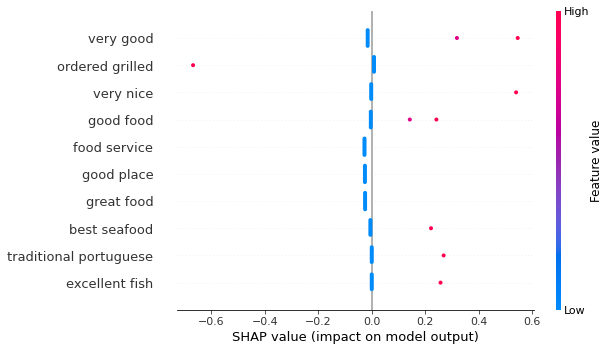 High
very good
ordered grilled
very nice
good food
food service
good place
great food
best seafood
traditional portuguese
excellent fish
Low
Feature value
−0.6 −0.4 −0.2 0.0 0.2 0.4 0.6
SHAP value (impact on model output)